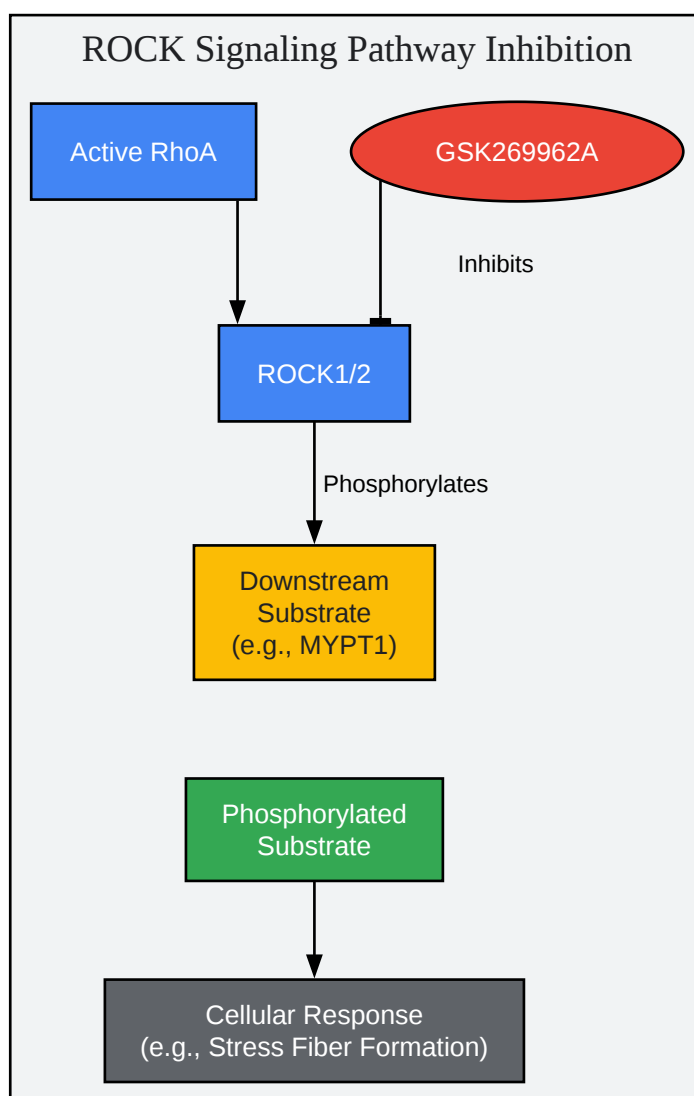 ROCK Signaling Pathway Inhibition
Active RhoA
GSK269962A
Inhibits
ROCK1/2
Phosphorylates
Downstream
Substrate
(e.g., MYPT1)
Phosphorylated
Substrate
Cellular Response
(e.g., Stress Fiber Formation)